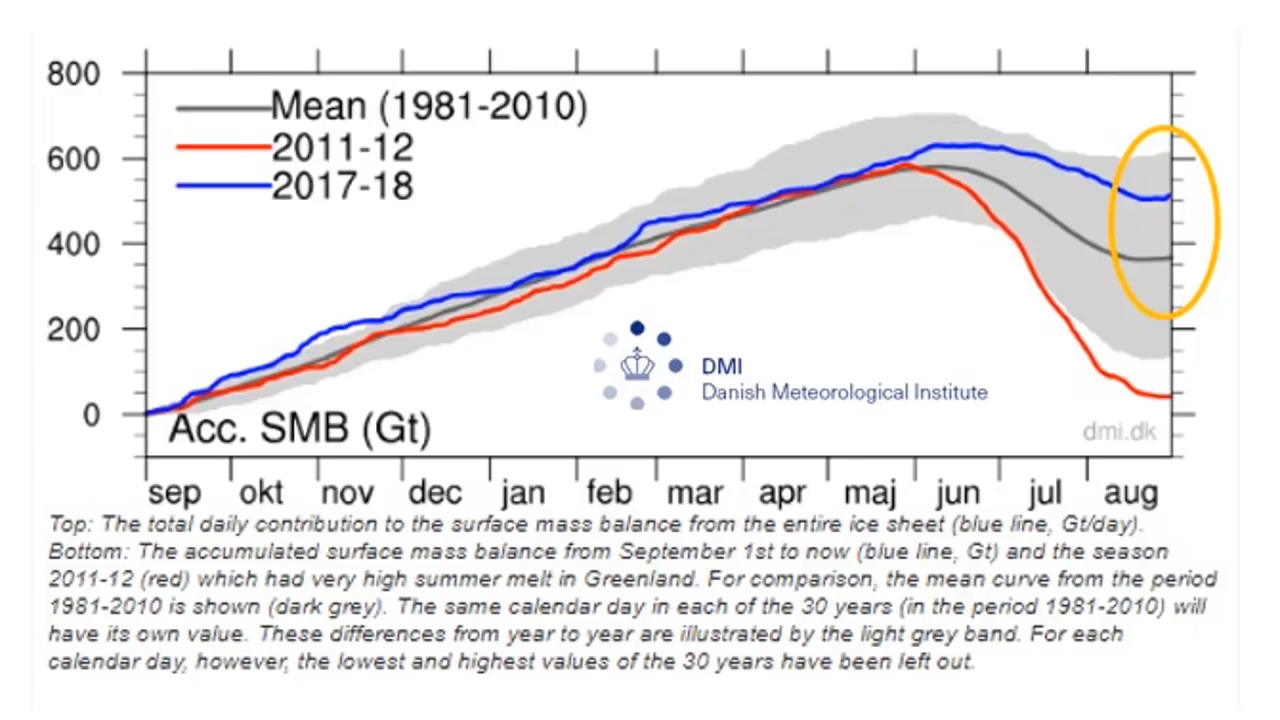 800
Mean (1981-2010)
2011-12
600
2017-18
400
200
DMI
Danish Meteorological Institute
0
Acc. SMB (Gt)
dmi.dk
sep okt nov dec jan feb mar apr maj jun jul aug
Top: The total daily contribution to the surface mass balance from the entire ice sheet (blue line, Gt/day).
Bottom: The accumulated surface mass balance from September 1st to now (blue line, Gt) and the season
2011-12 (red) which had very high summer melt in Greenland. For comparison, the mean curve from the period
1981-2010 is shown (dark grey). The same calendar day in each of the 30 years (in the period 1981-2010) will
have its own value. These differences from year to year are illustrated by the light grey band. For each
calendar day, however, the lowest and highest values of the 30 years have been left out.